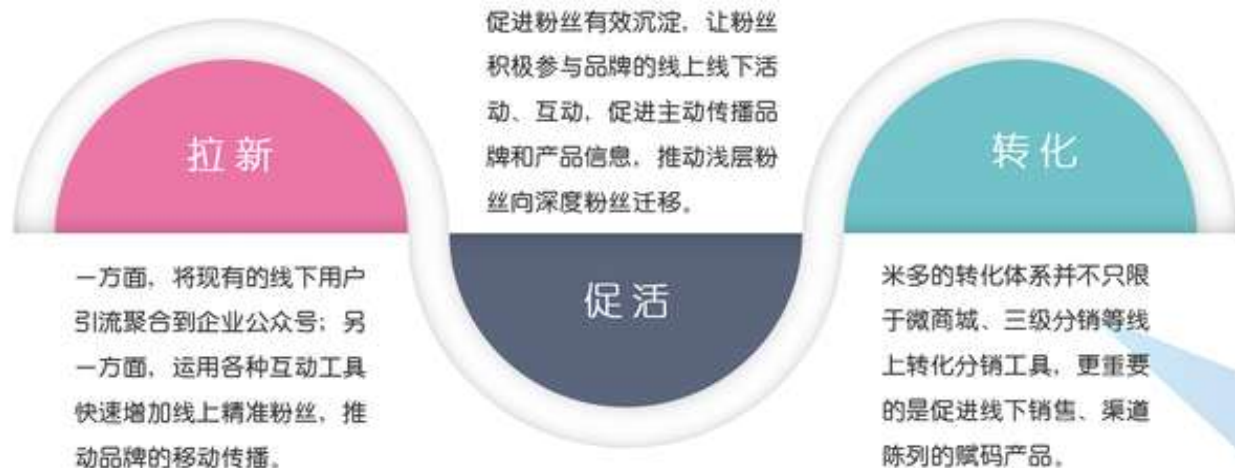 拉新
一方面，将现有的线下用户
引流聚合到企业公众号；另
一方面，运用各种互动工具
快速增加线上精准粉丝，推
动品牌的移动传播。
促进粉丝有效沉淀，让粉丝
积极参与品牌的线上线下活
动、互动，促进主动传播品
牌和产品信息，推动浅层粉
丝向深度粉丝迁移。
促活
转化
米多的转化体系并不只限
于微商城、三级分销等线
上转化分销工具，更重要
的是促进线下销售、渠道
陈列的赋码产品。